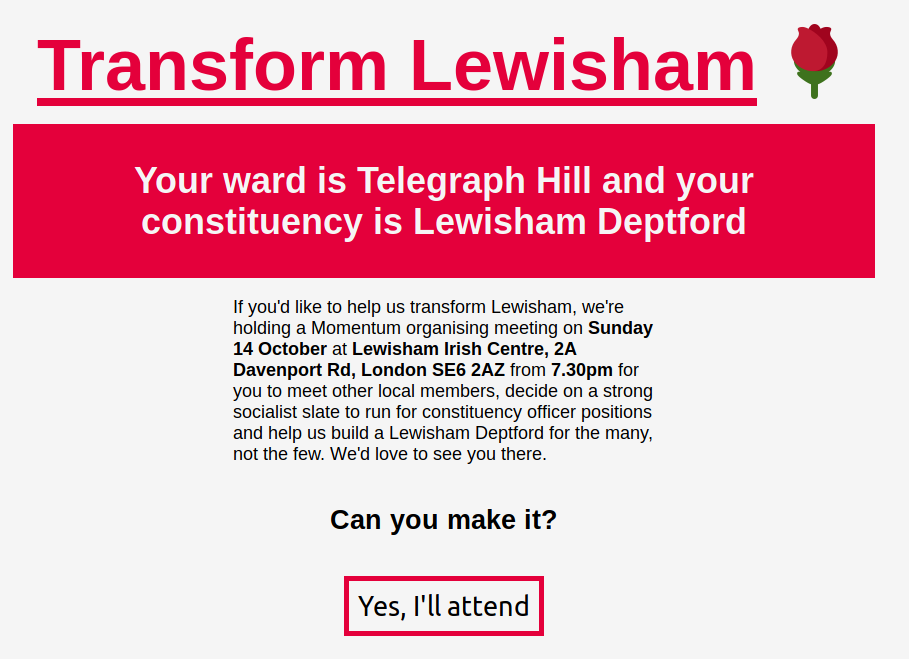 Transform Lewisham
Your ward is Telegraph Hill and your
constituency is Lewisham Deptford
If you'd like to help us transform Lewisham, we're
holding a Momentum organising meeting on Sunday
14 October at Lewisham Irish Centre, 2A
Davenport Rd, London SE6 2AZ from 7.30pm for
you to meet other local members, decide on a strong
socialist slate to run for constituency officer positions
and help us build a Lewisham Deptford for the many,
not the few. We'd love to see you there.
Can you make it?
Yes, I'll attend